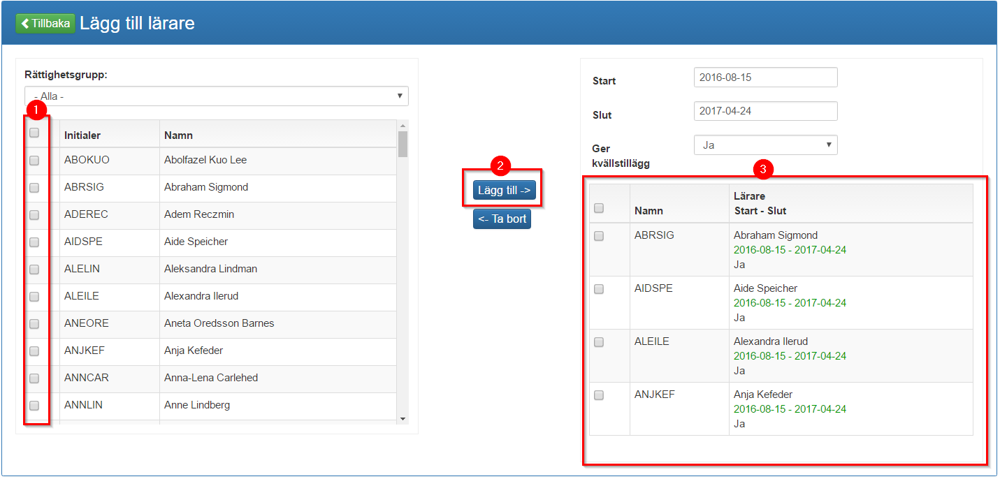 Tillbaka Lägg till lärare
Rättighetsgrupp:
- Alla -
1
Initialer Namn
ABOKUO Abolfazel Kuo Lee
ABRSIG Abraham Sigmond
ADEREC Adem Reczmin
AIDSPE Aide Speicher
ALELIN Aleksandra Lindman
ALEILE Alexandra Ilerud
ANEORE Aneta Oredsson Barnes
ANJKEF Anja Kefeder
ANNCAR Anna-Lena Carlehed
ANNLIN Anne Lindberg
2
Lägg till ->
<- Ta bort
Start 2016-08-15
Slut 2017-04-24
Ger
kvällstillägg
Ja
3
Namn
Lärare
Start - Slut
ABRSIG Abraham Sigmond
2016-08-15 - 2017-04-24
Ja
AIDSPE Aide Speicher
2016-08-15 - 2017-04-24
Ja
ALEILE Alexandra Ilerud
2016-08-15 - 2017-04-24
Ja
ANJKEF Anja Kefeder
2016-08-15 - 2017-04-24
Ja